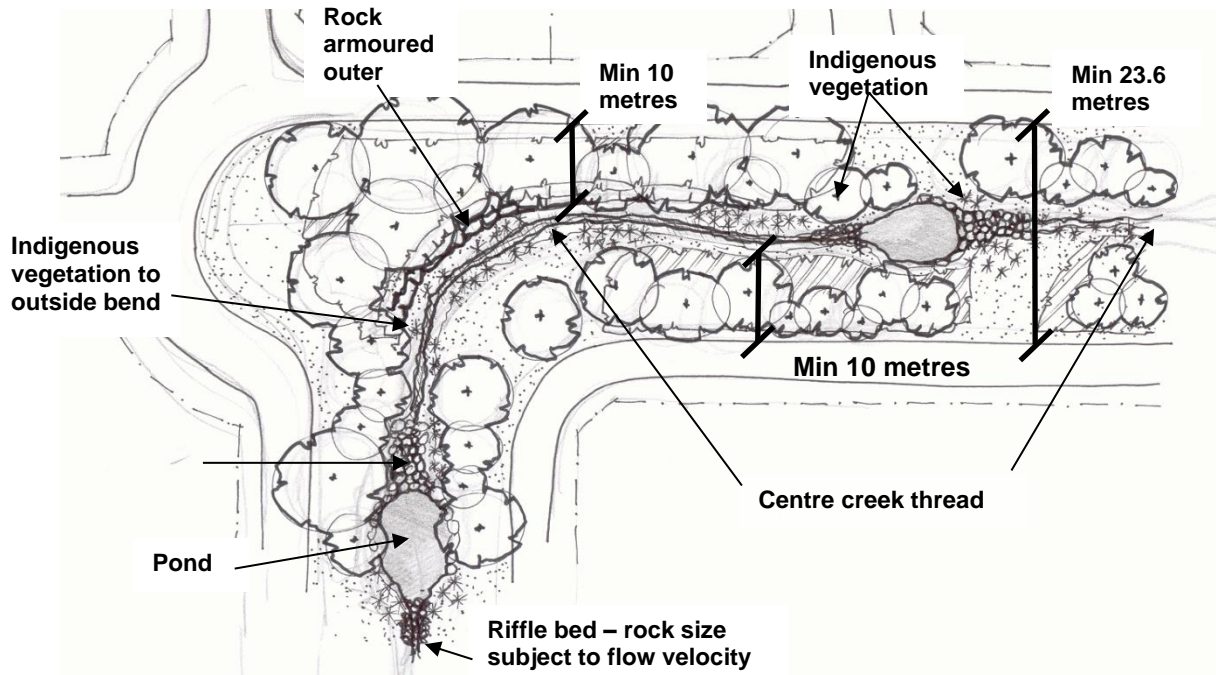 Rock
armoured
outer
Min 10
metres
Indigenous
vegetation
Min 23.6
metres
Indigenous
vegetation to
outside bend
Min 10 metres
Centre creek thread
Pond
Riffle bed – rock size
subject to flow velocity